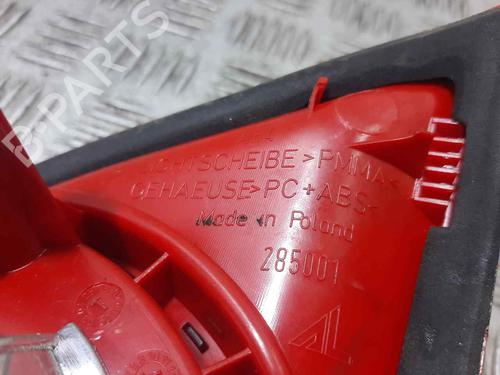 B-PARTS
LICHTSCHEIBE>PMMA<
GEHAEUSE>PC+ABS<
Made in Poland
285001